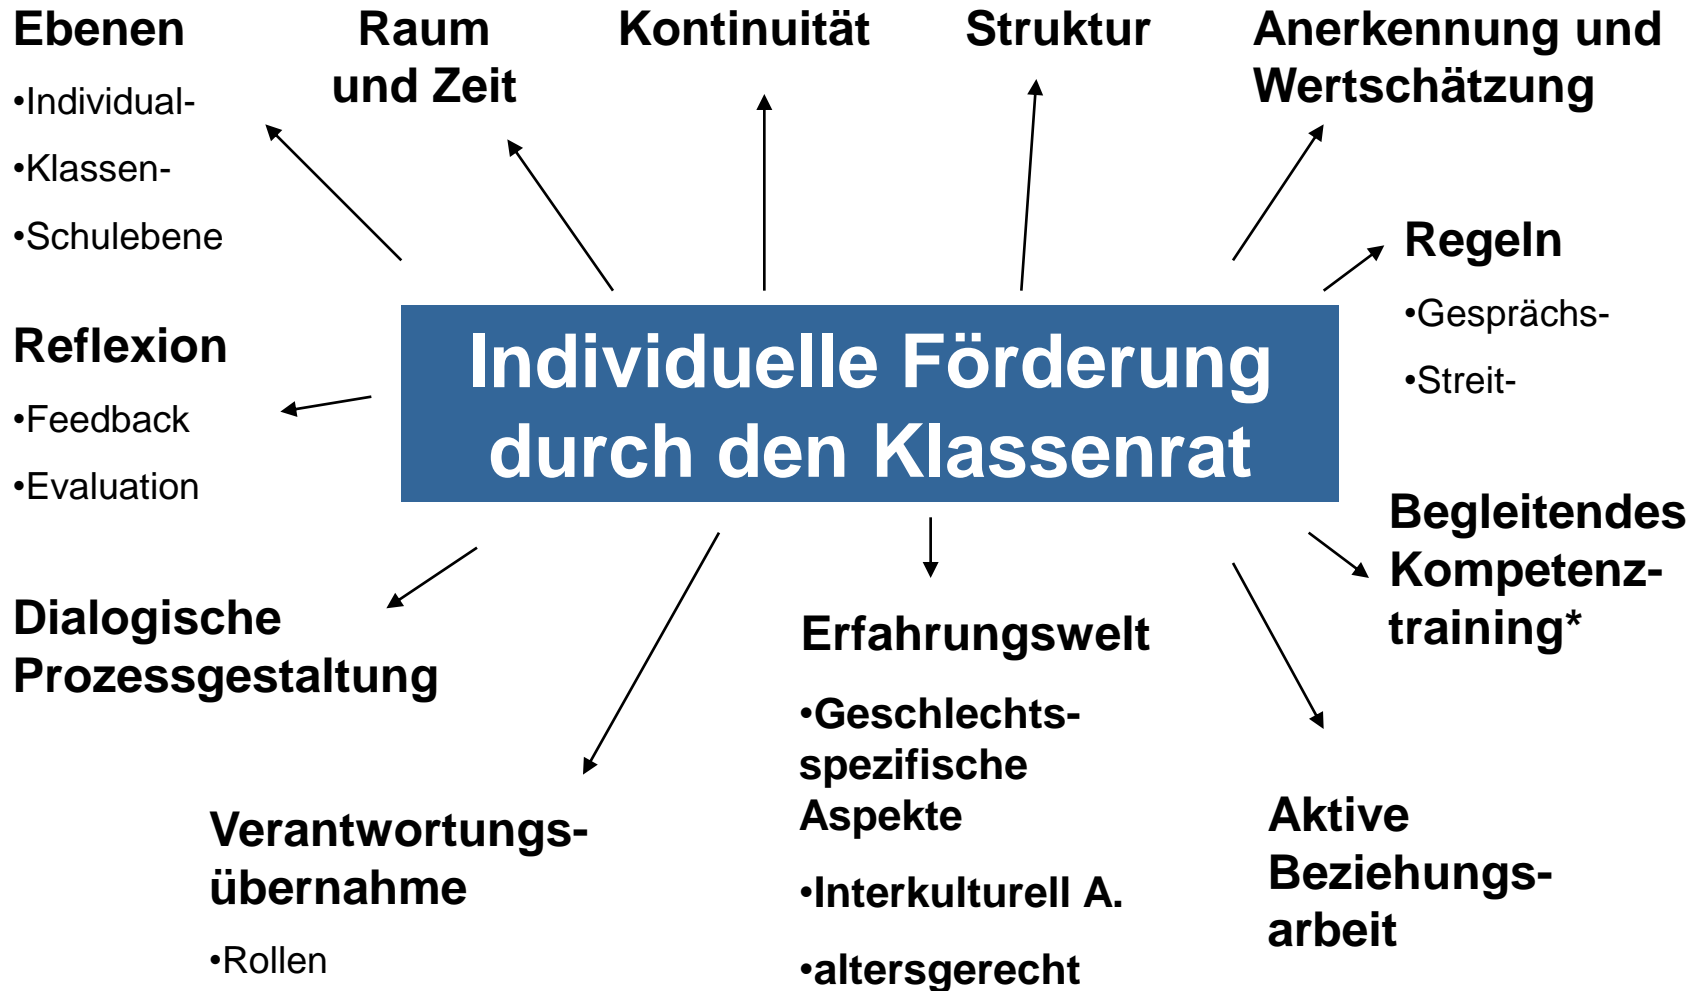 Ebenen
•Individual-
•Klassen-
•Schulebene
Raum
und Zeit
Kontinuität
Struktur
Anerkennung und
Wertschätzung
Regeln
•Gesprächs-
•Streit-
Reflexion
•Feedback
•Evaluation
Individuelle Förderung
durch den Klassenrat
Begleitendes
Kompetenz-
training*
Dialogische
Prozessgestaltung
Erfahrungswelt
•Geschlechts-
spezifische
Aspekte
•Interkulturell A.
•altersgerecht
Verantwortungs-
übernahme
•Rollen
Aktive
Beziehungs-
arbeit